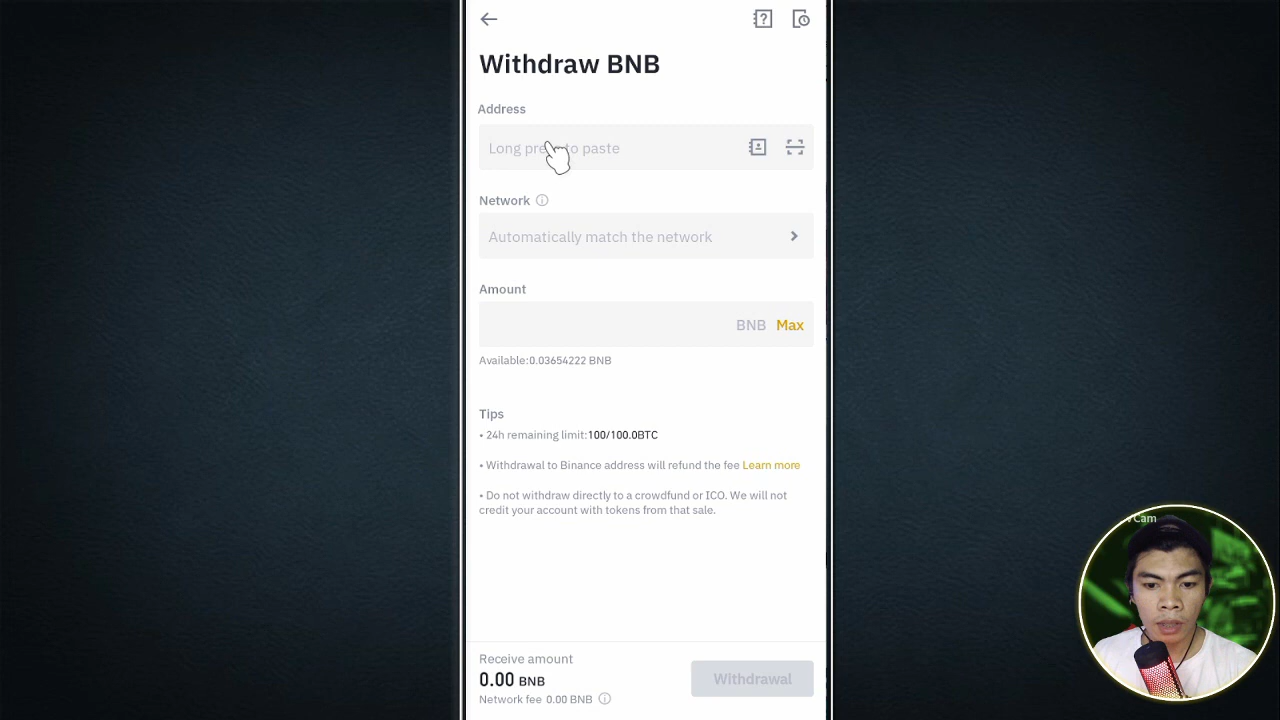 Withdraw BNB
Address
Long press to paste
Network
Automatically match the network
Amount
BNB Max
Available:0.03654222 BNB
Tips
• 24h remaining limit:100/100.0BTC
• Withdrawal to Binance address will refund the fee Learn more
• Do not withdraw directly to a crowdfund or ICO. We will not
credit your account with tokens from that sale.
Receive amount
0.00 BNB
Network fee 0.00 BNB
Withdrawal